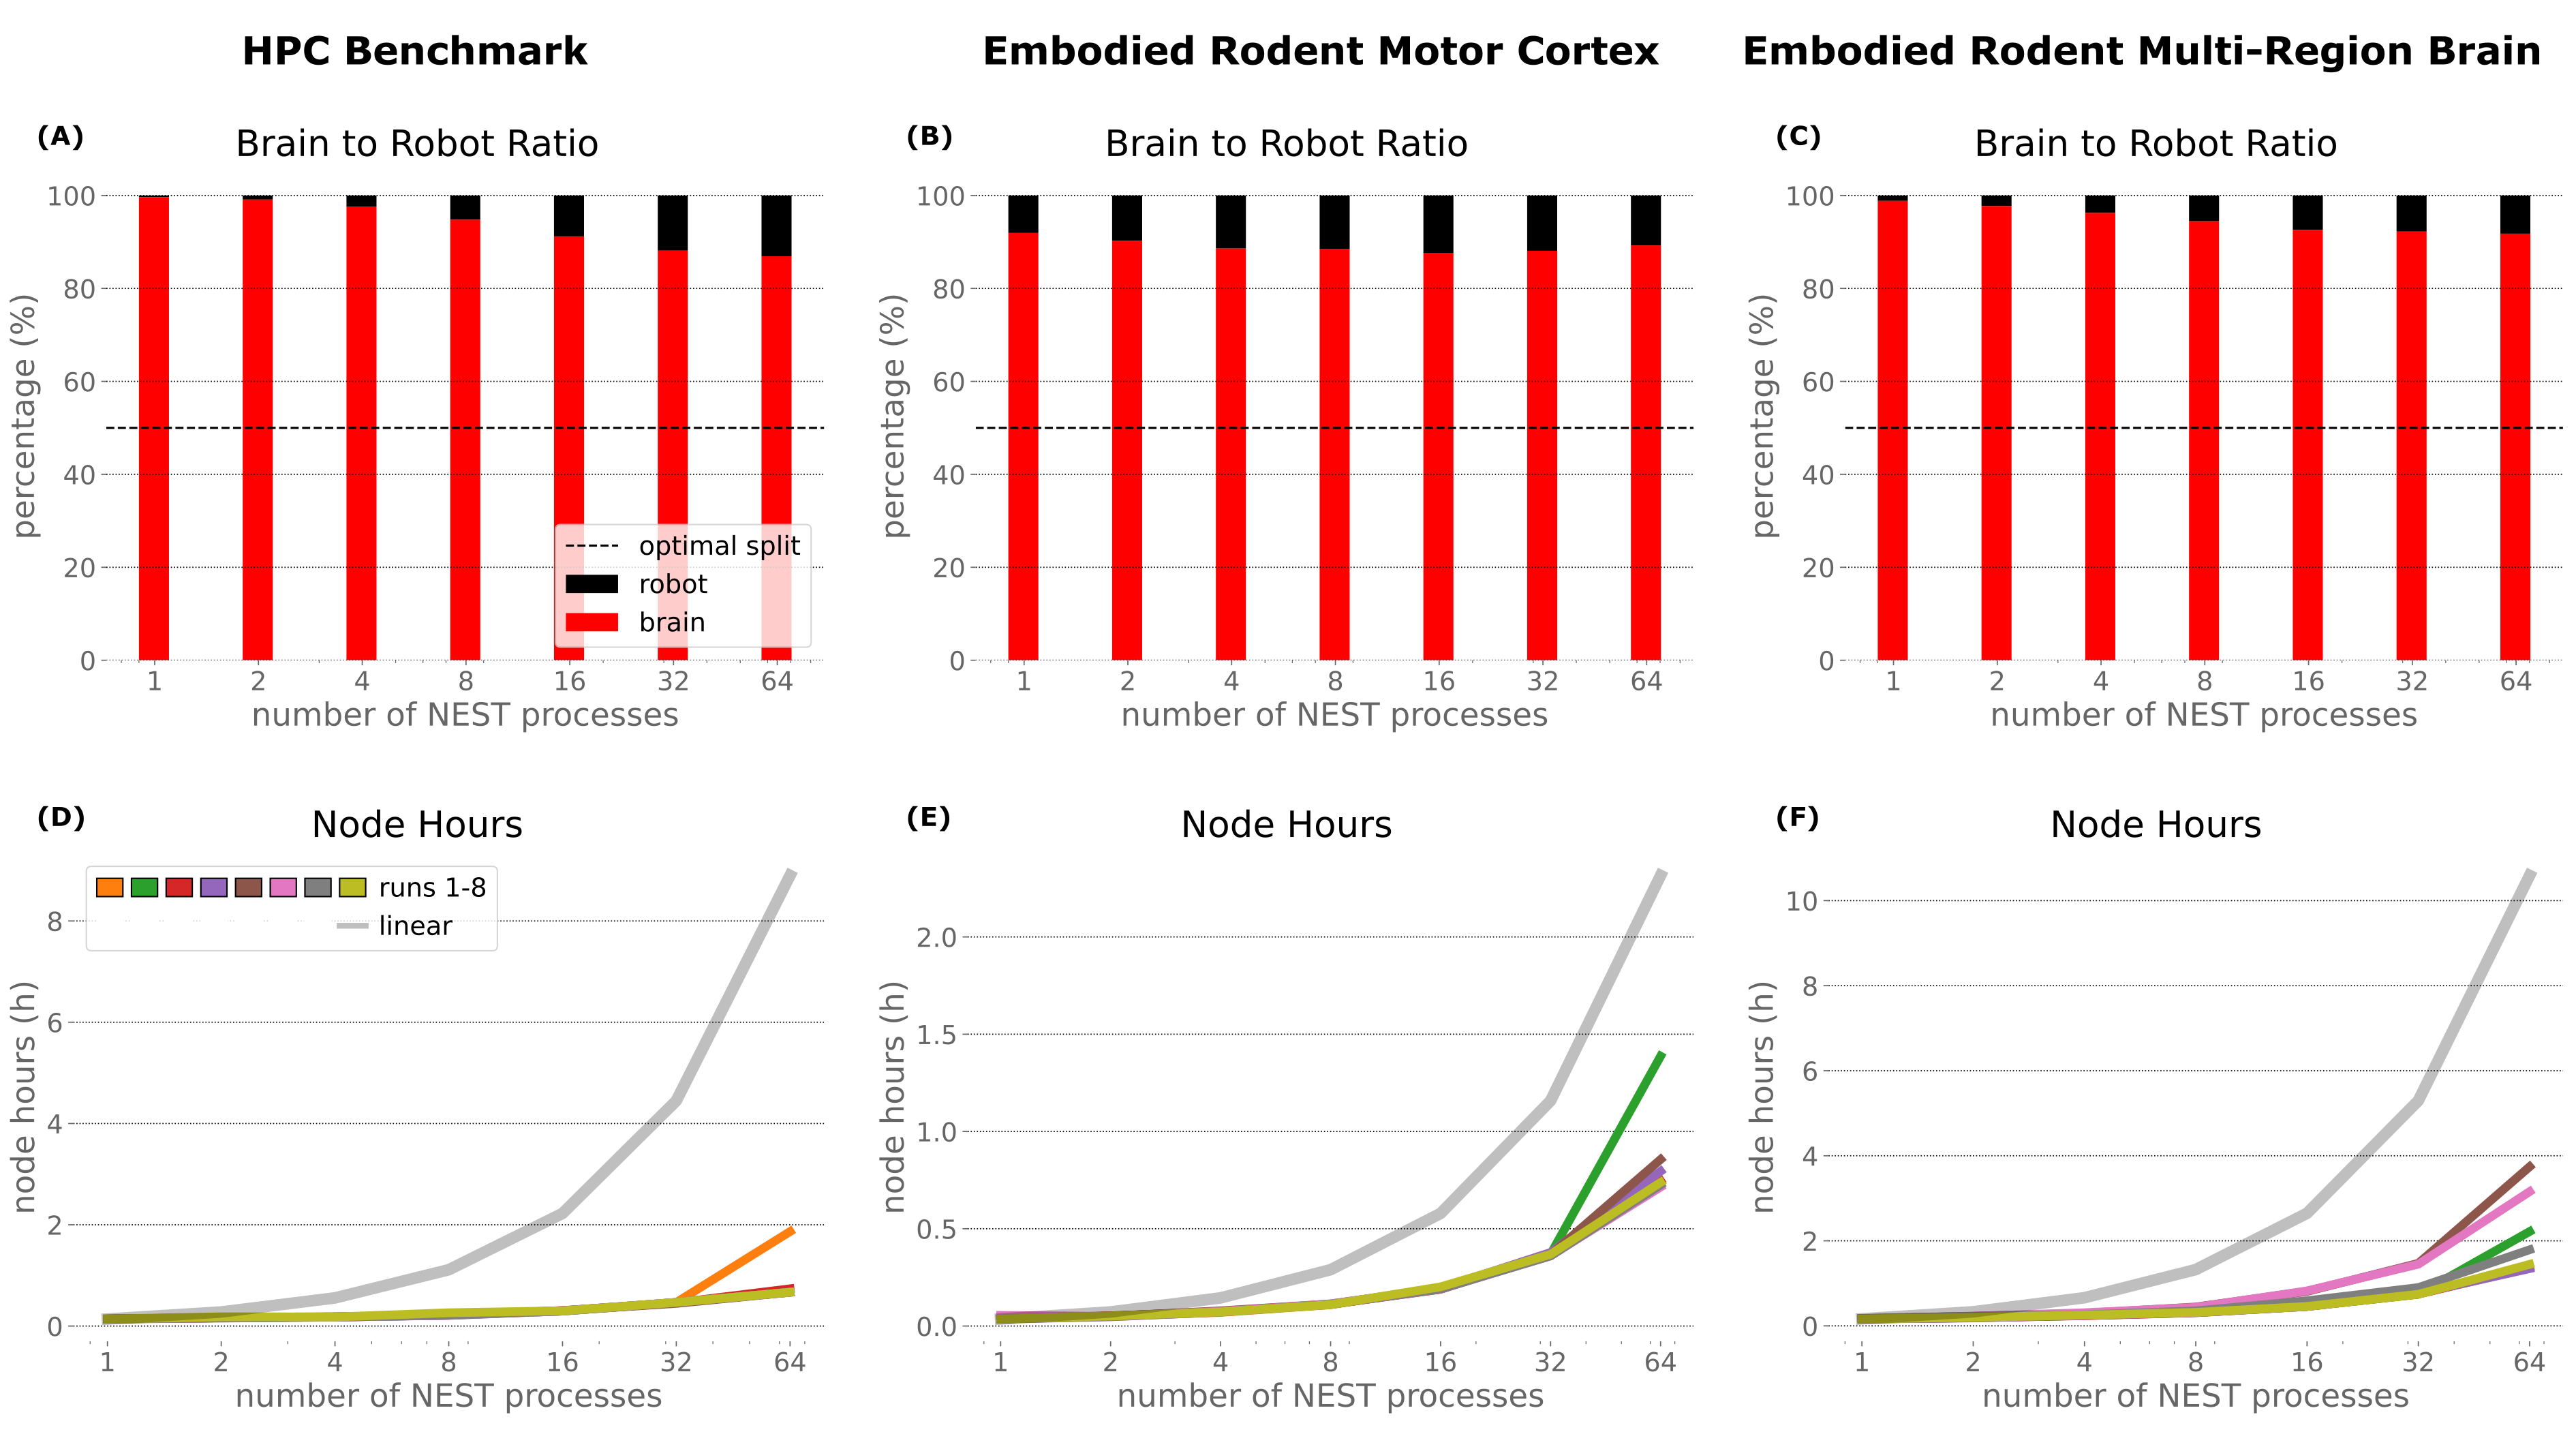 HPC Benchmark
Embodied Rodent Motor Cortex
Embodied Rodent Multi-Region Brain
(A)
Brain to Robot Ratio
percentage (%)
100
80
60
40
20
0
optimal split
robot
brain
1 2 4 8 16 32 64
number of NEST processes
(B)
Brain to Robot Ratio
percentage (%)
100
80
60
40
20
0
1 2 4 8 16 32 64
number of NEST processes
(C)
Brain to Robot Ratio
percentage (%)
100
80
60
40
20
0
1 2 4 8 16 32 64
number of NEST processes
(D)
Node Hours
node hours (h)
runs 1-8
linear
8
6
4
2
0
1 2 4 8 16 32 64
number of NEST processes
(E)
Node Hours
node hours (h)
2.0
1.5
1.0
0.5
0.0
1 2 4 8 16 32 64
number of NEST processes
(F)
Node Hours
node hours (h)
10
8
6
4
2
0
1 2 4 8 16 32 64
number of NEST processes